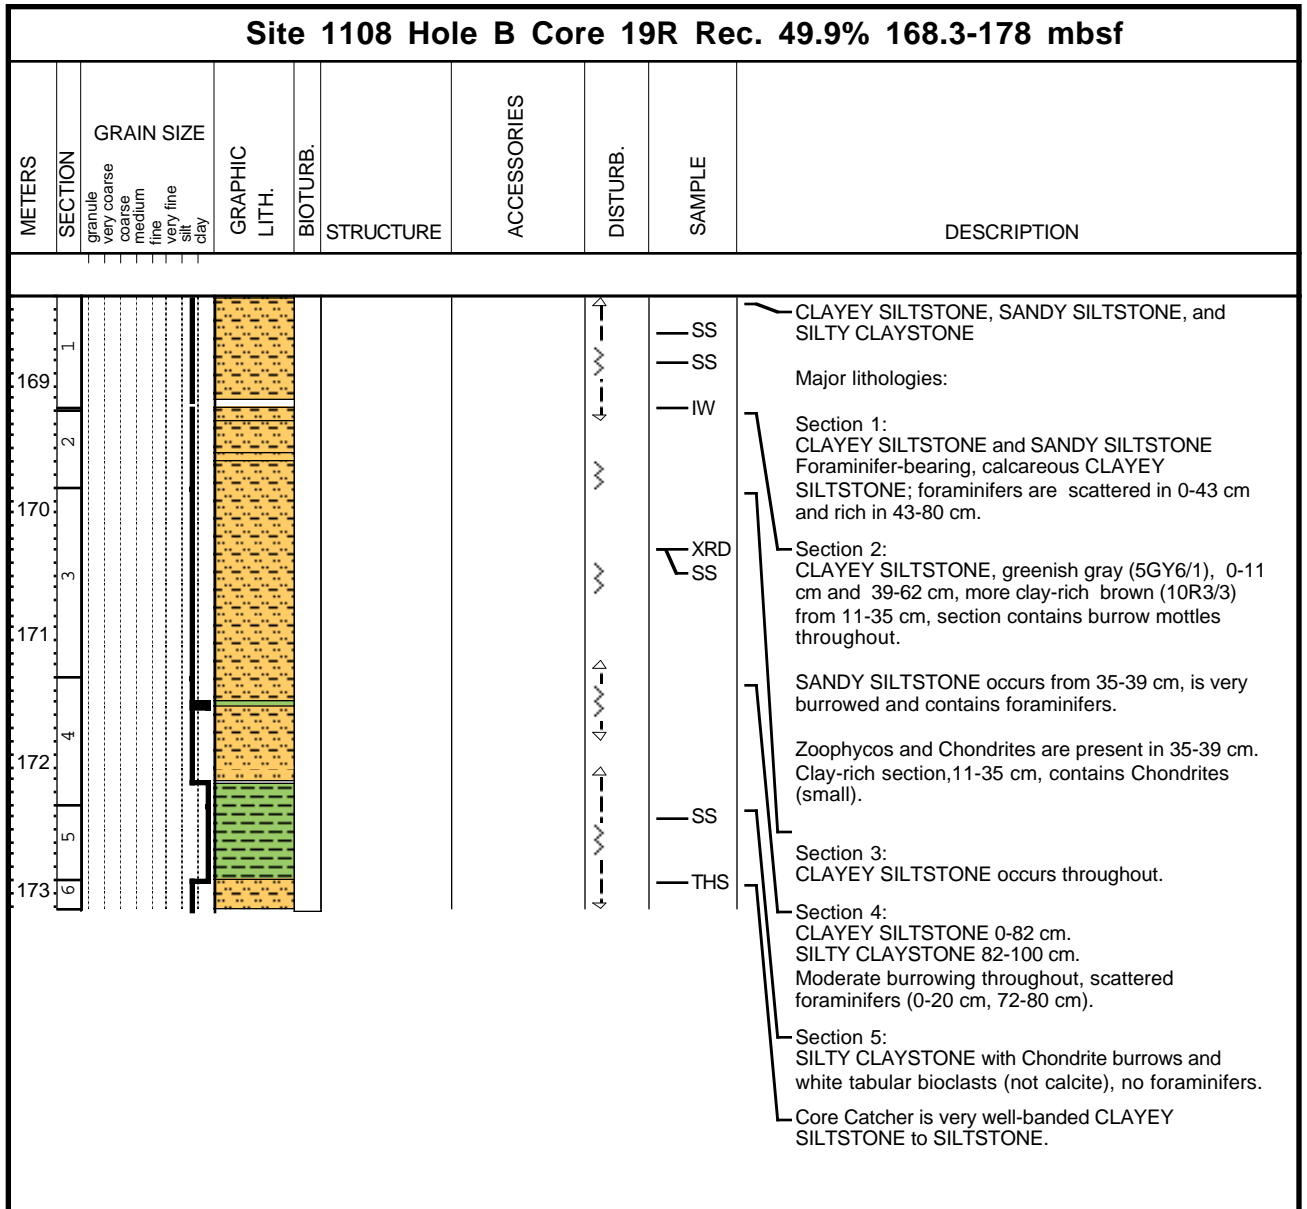 Site 1108 Hole B Core 19R Rec. 49.9% 168.3-178 mbsf
METERS
SECTION
GRAIN SIZE
granule
very coarse
coarse
medium
fine
very fine
silt
clay
GRAPHIC
LITH.
BIOTURB.
STRUCTURE
ACCESSORIES
DISTURB.
SAMPLE
DESCRIPTION
169
170
171
172
173
1
2
3
4
5
6
SS
SS
IW
XRD
SS
SS
THS
CLAYEY SILTSTONE, SANDY SILTSTONE, and
SILTY CLAYSTONE
Major lithologies:
Section 1:
CLAYEY SILTSTONE and SANDY SILTSTONE
Foraminifer-bearing, calcareous CLAYEY
SILTSTONE; foraminifers are scattered in 0-43 cm
and rich in 43-80 cm.
Section 2:
CLAYEY SILTSTONE, greenish gray (5GY6/1), 0-11
cm and 39-62 cm, more clay-rich brown (10R3/3)
from 11-35 cm, section contains burrow mottles
throughout.
SANDY SILTSTONE occurs from 35-39 cm, is very
burrowed and contains foraminifers.
Zoophycos and Chondrites are present in 35-39 cm.
Clay-rich section,11-35 cm, contains Chondrites
(small).
Section 3:
CLAYEY SILTSTONE occurs throughout.
Section 4:
CLAYEY SILTSTONE 0-82 cm.
SILTY CLAYSTONE 82-100 cm.
Moderate burrowing throughout, scattered
foraminifers (0-20 cm, 72-80 cm).
Section 5:
SILTY CLAYSTONE with Chondrite burrows and
white tabular bioclasts (not calcite), no foraminifers.
Core Catcher is very well-banded CLAYEY
SILTSTONE to SILTSTONE.